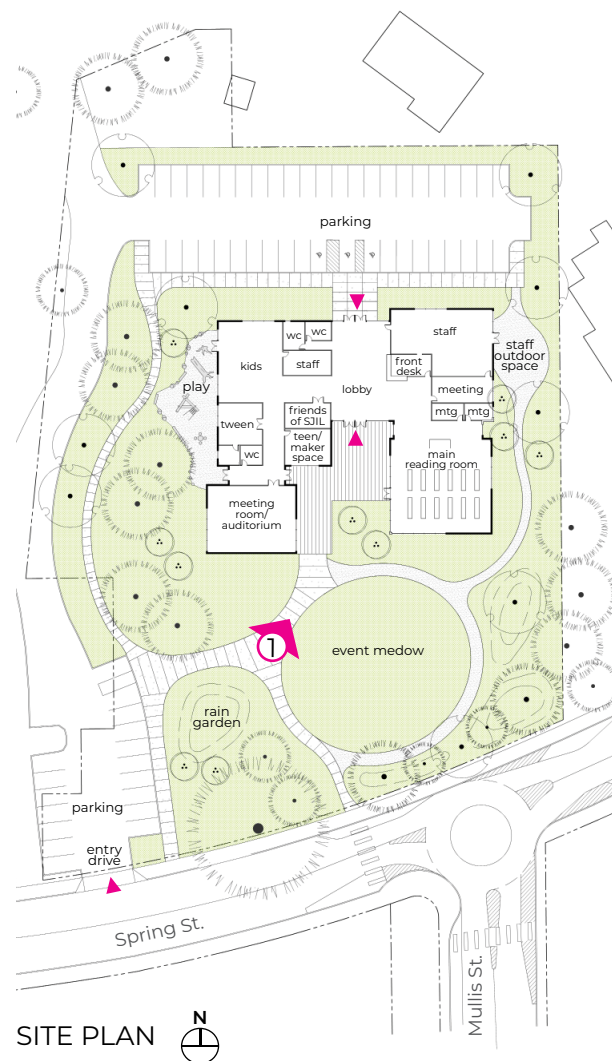 parking
wc
wc
staff
kids
staff
front
desk
staff
outdoor
space
play
lobby
meeting
friends
of SJIL
mtg
mtg
tween
teen/
maker
space
wc
main
reading room
meeting
room/
auditorium
1
event medow
rain
garden
parking
entry
drive
Spring St.
Mullis St.
SITE PLAN
N